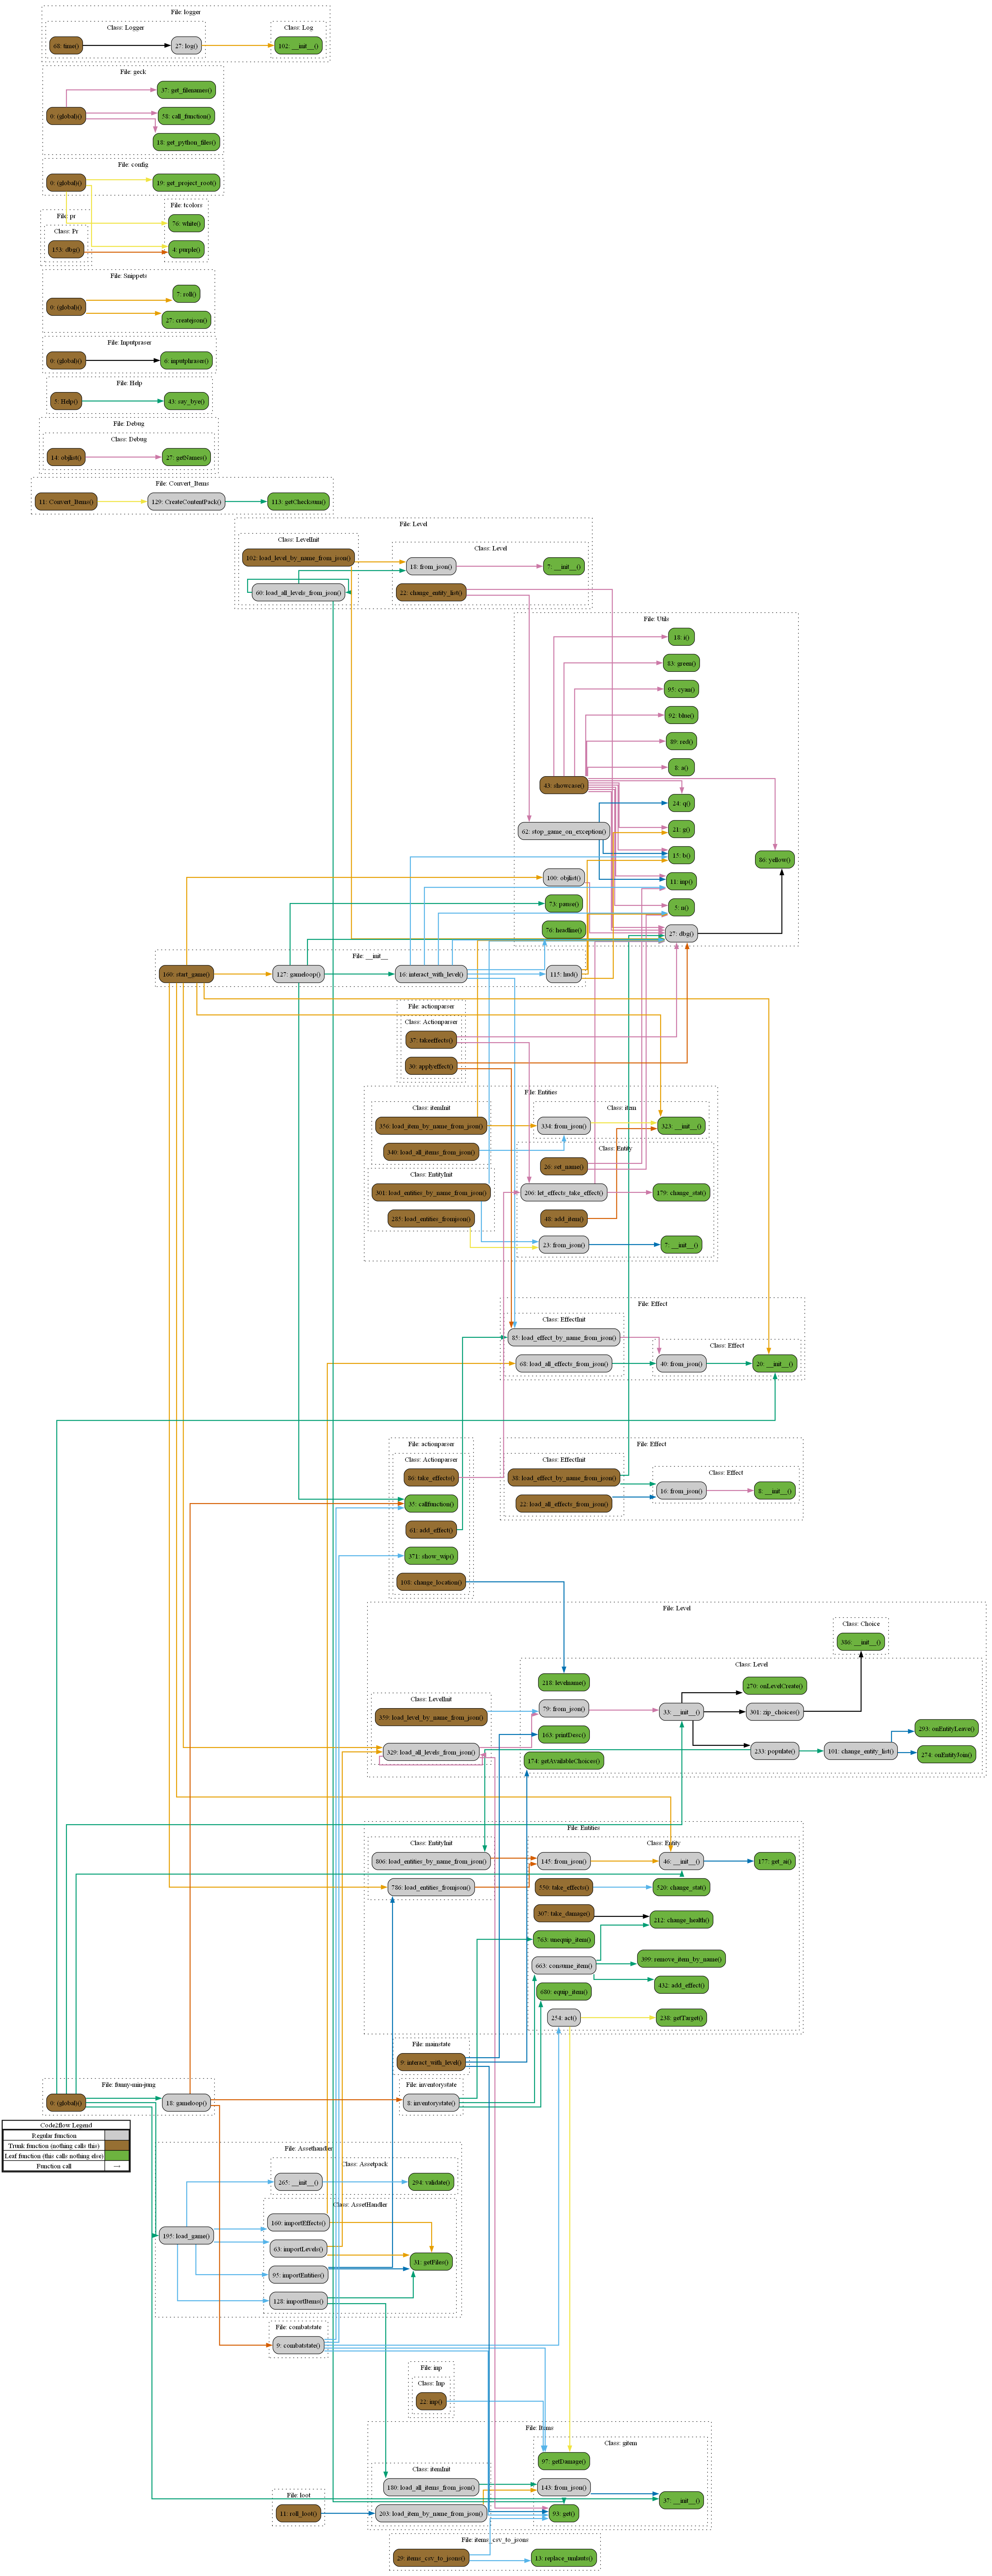 File: logger
Class: Logger
Class: Log
68: time()
27: log()
102: __init__()
File: geck
37: get_filenames()
0: (global)()
58: call_function()
18: get_python_files()
File: config
0: (global)()
19: get_project_root()
File: tcolors
File: pr
76: white()
Class: Pr
153: dbg()
4: purple()
File: Snippets
7: roll()
0: (global)()
27: createjson()
File: Inputpraser
0: (global)()
6: inputphraser()
File: Help
5: Help()
43: say_bye()
File: Debug
Class: Debug
14: objlist()
27: getNames()
File: Convert_Items
11: Convert_Items()
129: CreateContentPack()
113: getChecksum()
File: Level
Class: LevelInit
Class: Level
102: load_level_by_name_from_json()
18: from_json()
7: __init__()
60: load_all_levels_from_json()
22: change_entity_list()
File: Utils
18: i()
83: green()
95: cyan()
92: blue()
89: red()
8: a()
43: showcase()
24: q()
21: g()
62: stop_game_on_exception()
15: b()
86: yellow()
100: objlist()
11: inp()
73: pause()
5: n()
76: headline()
27: dbg()
File: __init__
160: start_game()
127: gameloop()
16: interact_with_level()
115: hud()
File: actionparser
Class: Actionparser
37: takeeffects()
30: applyeffect()
File: Entities
Class: itemInit
Class: item
356: load_item_by_name_from_json()
334: from_json()
323: __init__()
340: load_all_items_from_json()
Class: Entity
26: set_name()
Class: EntityInit
301: load_entities_by_name_from_json()
206: let_effects_take_effect()
179: change_stat()
285: load_entities_fromjson()
48: add_item()
23: from_json()
7: __init__()
File: Effect
Class: EffectInit
85: load_effect_by_name_from_json()
Class: Effect
68: load_all_effects_from_json()
40: from_json()
20: __init__()
File: actionparser
Class: Actionparser
86: take_effects()
35: callfunction()
61: add_effect()
371: show_wip()
108: change_location()
File: Effect
Class: EffectInit
38: load_effect_by_name_from_json()
Class: Effect
22: load_all_effects_from_json()
16: from_json()
8: __init__()
File: Level
Class: Choice
386: __init__()
Class: Level
218: levelname()
270: onLevelCreate()
Class: LevelInit
359: load_level_by_name_from_json()
79: from_json()
33: __init__()
301: zip_choices()
163: printDesc()
293: onEntityLeave()
329: load_all_levels_from_json()
233: populate()
101: change_entity_list()
274: onEntityJoin()
174: getAvailableChoices()
File: Entities
Class: EntityInit
Class: Entity
806: load_entities_by_name_from_json()
145: from_json()
46: __init__()
177: get_ai()
786: load_entities_fromjson()
559: take_effects()
520: change_stat()
307: take_damage()
212: change_health()
763: unequip_item()
663: consume_item()
399: remove_item_by_name()
680: equip_item()
432: add_effect()
254: act()
238: getTarget()
File: mainstate
9: interact_with_level()
File: funny-min-jung
0: (global)()
18: gameloop()
File: inventorystate
8: inventorystate()
Code2flow Legend
Regular function
Trunk function (nothing calls this)
Leaf function (this calls nothing else)
Function call
→
File: Assethandler
Class: Assetpack
265: __init__()
294: validate()
Class: AssetHandler
195: load_game()
160: importEffects()
63: importLevels()
31: getFiles()
95: importEntities()
128: importItems()
File: combatstate
9: combatstate()
File: inp
Class: Inp
22: inp()
File: Items
Class: gitem
97: getDamage()
Class: itemInit
180: load_all_items_from_json()
143: from_json()
37: __init__()
203: load_item_by_name_from_json()
93: get()
File: loot
11: roll_loot()
File: items_csv_to_jsons
29: items_csv_to_jsons()
13: replace_umlauts()